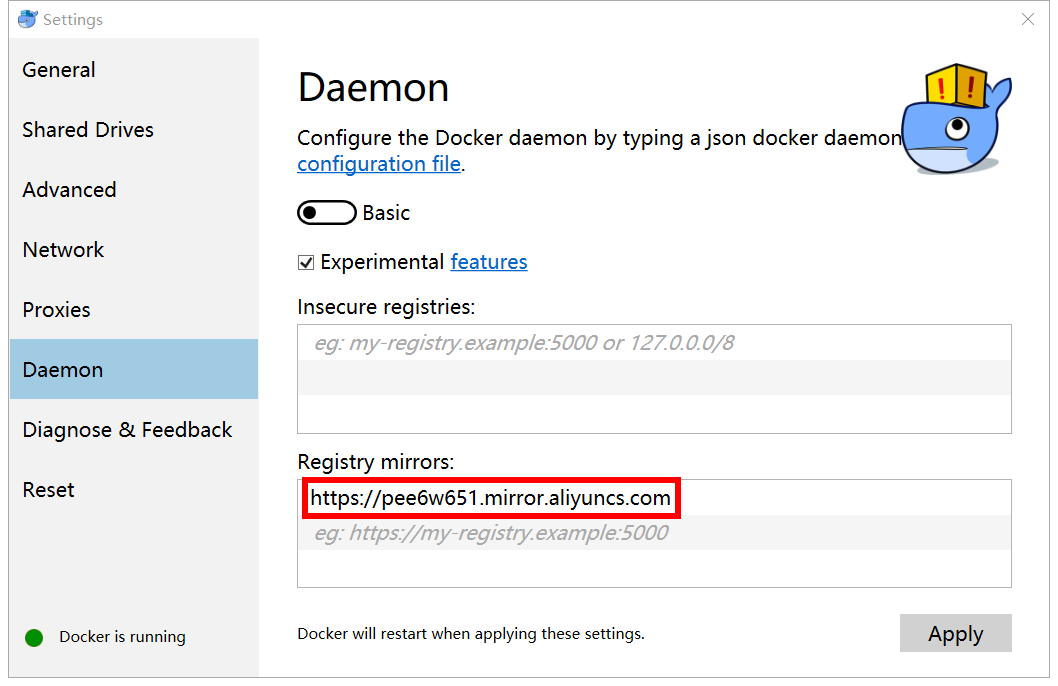 Settings
General
Shared Drives
Advanced
Network
Proxies
Daemon
Diagnose & Feedback
Reset
Docker is running
Daemon
Configure the Docker daemon by typing a json docker daemon
configuration file.
Basic
Experimental features
Insecure registries:
eg: my-registry.example:5000 or 127.0.0.0/8
Registry mirrors:
https://pee6w651.mirror.aliyuncs.com
eg: https://my-registry.example:5000
Docker will restart when applying these settings.
Apply
! !